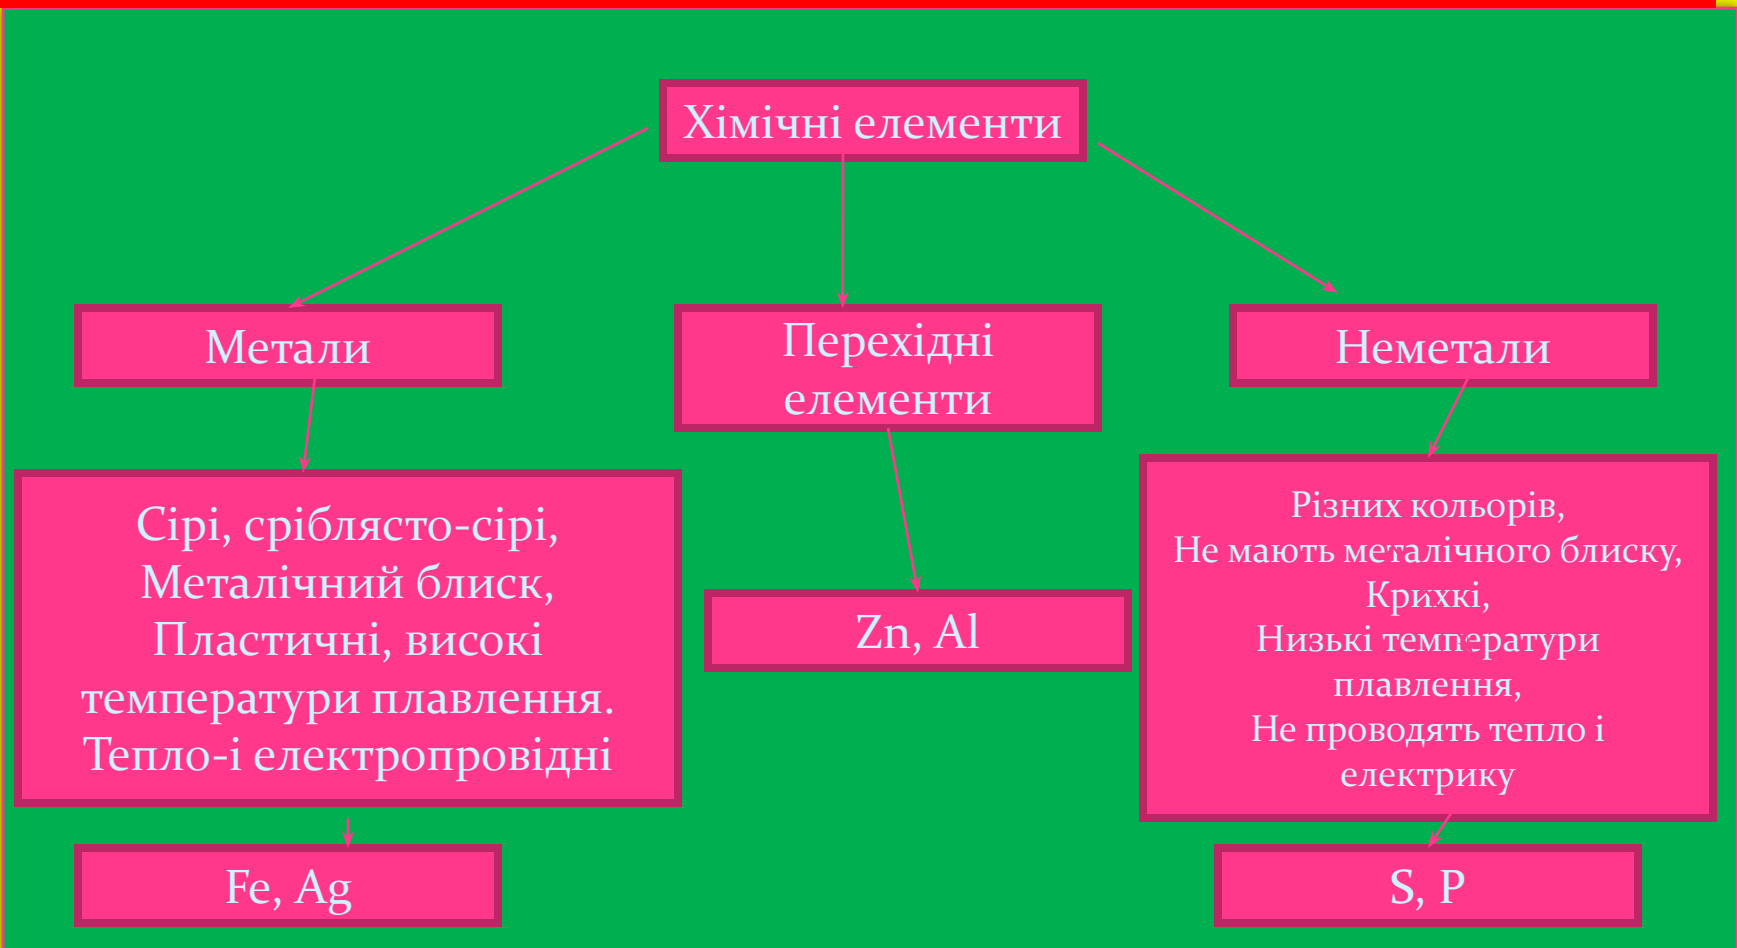 Хімічні елементи
Метали
Перехідні
елементи
Неметали
Сірі, сріблясто-сірі,
Металічний блиск,
Пластичні, високі
температури плавлення.
Тепло-і електропровідні
Zn, Al
Різних кольорів,
Не мають металічного блиску,
Крихкі,
Низькі температури
плавлення,
Не проводять тепло і
електрику
Fe, Ag
S, P